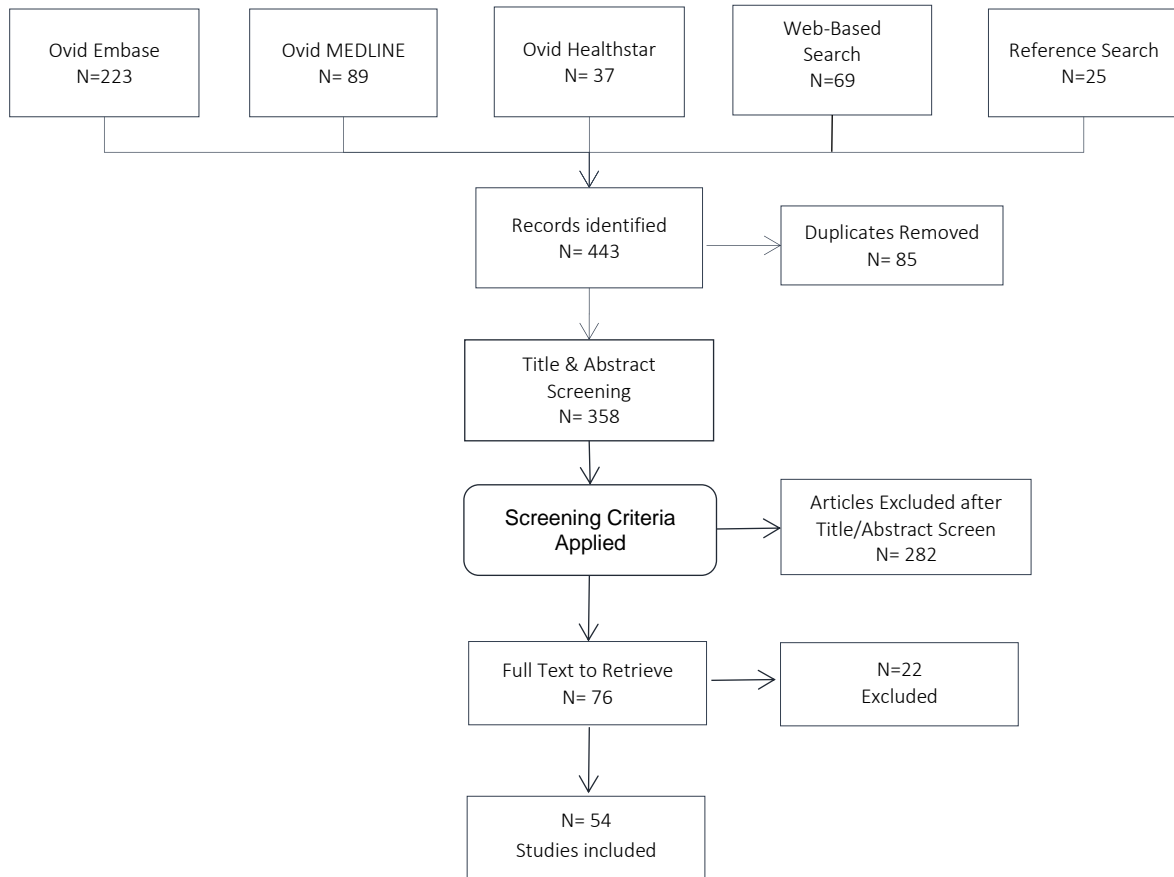 Ovid Embase
N=223
Ovid MEDLINE
N= 89
Ovid Healthstar
N= 37
Web-Based
Search
N=69
Reference Search
N=25
Records identified
N= 443
Duplicates Removed
N= 85
Title & Abstract
Screening
N= 358
Screening Criteria
Applied
Articles Excluded after
Title/Abstract Screen
N= 282
Full Text to Retrieve
N= 76
N=22
Excluded
N= 54
Studies included